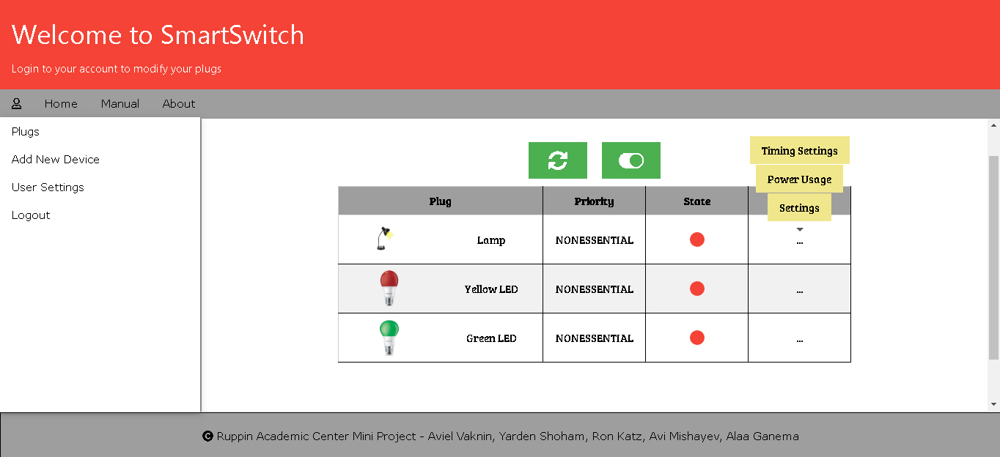 Welcome to SmartSwitch
Login to your account to modify your plugs
Home Manual About
Plugs
Add New Device
User Settings
Logout
Timing Settings
Power Usage
Settings
Plug Priority State
Lamp NONESSENTIAL ...
Yellow LED NONESSENTIAL ...
Green LED NONESSENTIAL ...
Ruppin Academic Center Mini Project - Aviel Vaknin, Yarden Shoham, Ron Katz, Avi Mishayev, Alaa Ganema